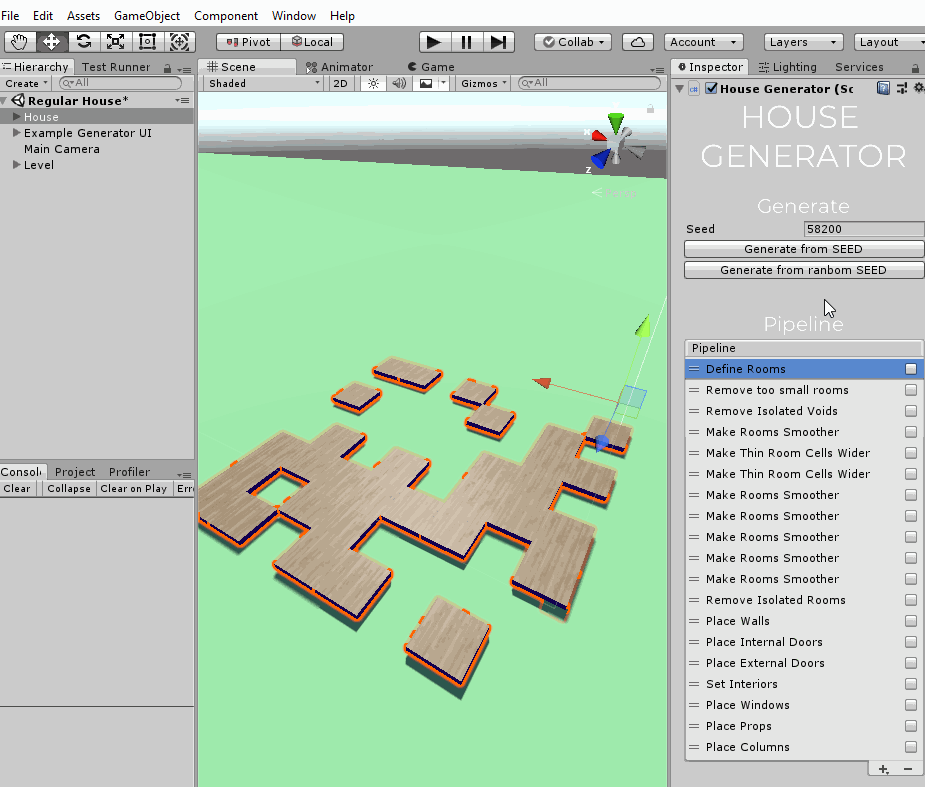 File Edit Assets GameObject Component Window Help
Pivot Local Collab Account Layers Layout
Hierarchy Test Runner
Create All
Regular House*
House
Example Generator UI
Main Camera
Level
Scene Animator Game
Shaded 2D Gizmos All
x
z
Console Project Profiler
Clear Collapse Clear on Play Erro
Inspector Lighting Services
House Generator (Sc
HOUSE
GENERATOR
Generate
Seed 58200
Generate from SEED
Generate from ranbom SEED
Pipeline
Pipeline
Define Rooms
Remove too small rooms
Remove Isolated Voids
Make Rooms Smoother
Make Thin Room Cells Wider
Make Thin Room Cells Wider
Make Rooms Smoother
Make Rooms Smoother
Make Rooms Smoother
Make Rooms Smoother
Make Rooms Smoother
Remove Isolated Rooms
Place Walls
Place Internal Doors
Place External Doors
Set Interiors
Place Windows
Place Props
Place Columns